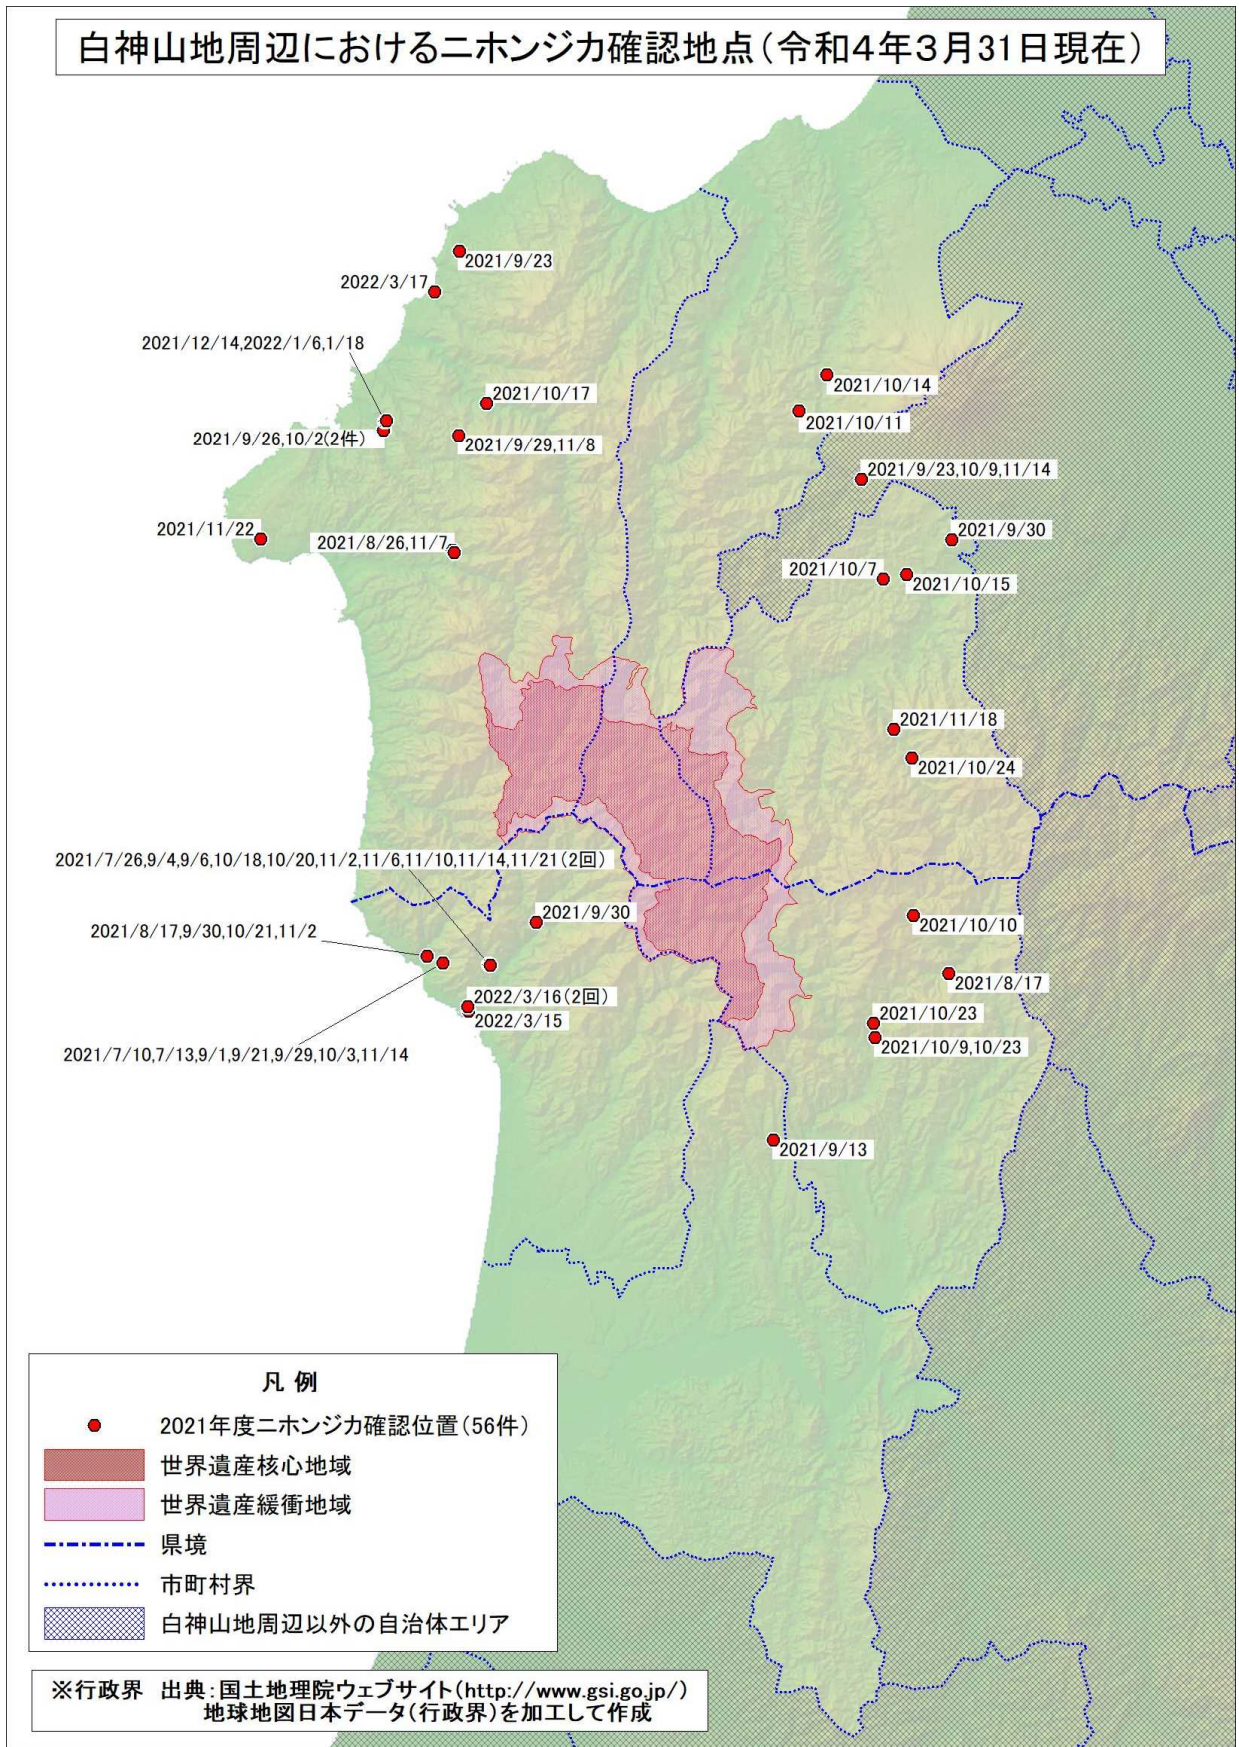 白神山地周辺におけるニホンジカ確認地点(令和4年3月31日現在)
2021/9/23
2022/3/17
2021/12/14,2022/1/6,1/18
2021/10/14
2021/10/17
2021/10/11
2021/9/26,10/2(2件)
2021/9/29,11/8
2021/9/23,10/9,11/14
2021/11/22
2021/8/26,11/7
2021/9/30
2021/10/7
2021/10/15
2021/11/18
2021/10/24
2021/7/26,9/4,9/6,10/18,10/20,11/2,11/6,11/10,11/14,11/21(2回)
2021/9/30
2021/10/10
2021/8/17,9/30,10/21,11/2
2021/8/17
2022/3/16(2回)
2021/10/23
2022/3/15
2021/10/9,10/23
2021/7/10,7/13,9/1,9/21,9/29,10/3,11/14
2021/9/13
凡 例
2021年度ニホンジカ確認位置(56件)
世界遺産核心地域
世界遺産緩衝地域
県境
市町村界
白神山地周辺以外の自治体エリア
※行政界 出典:国土地理院ウェブサイト(http://www.gsi.go.jp/)
地球地図日本データ(行政界)を加工して作成